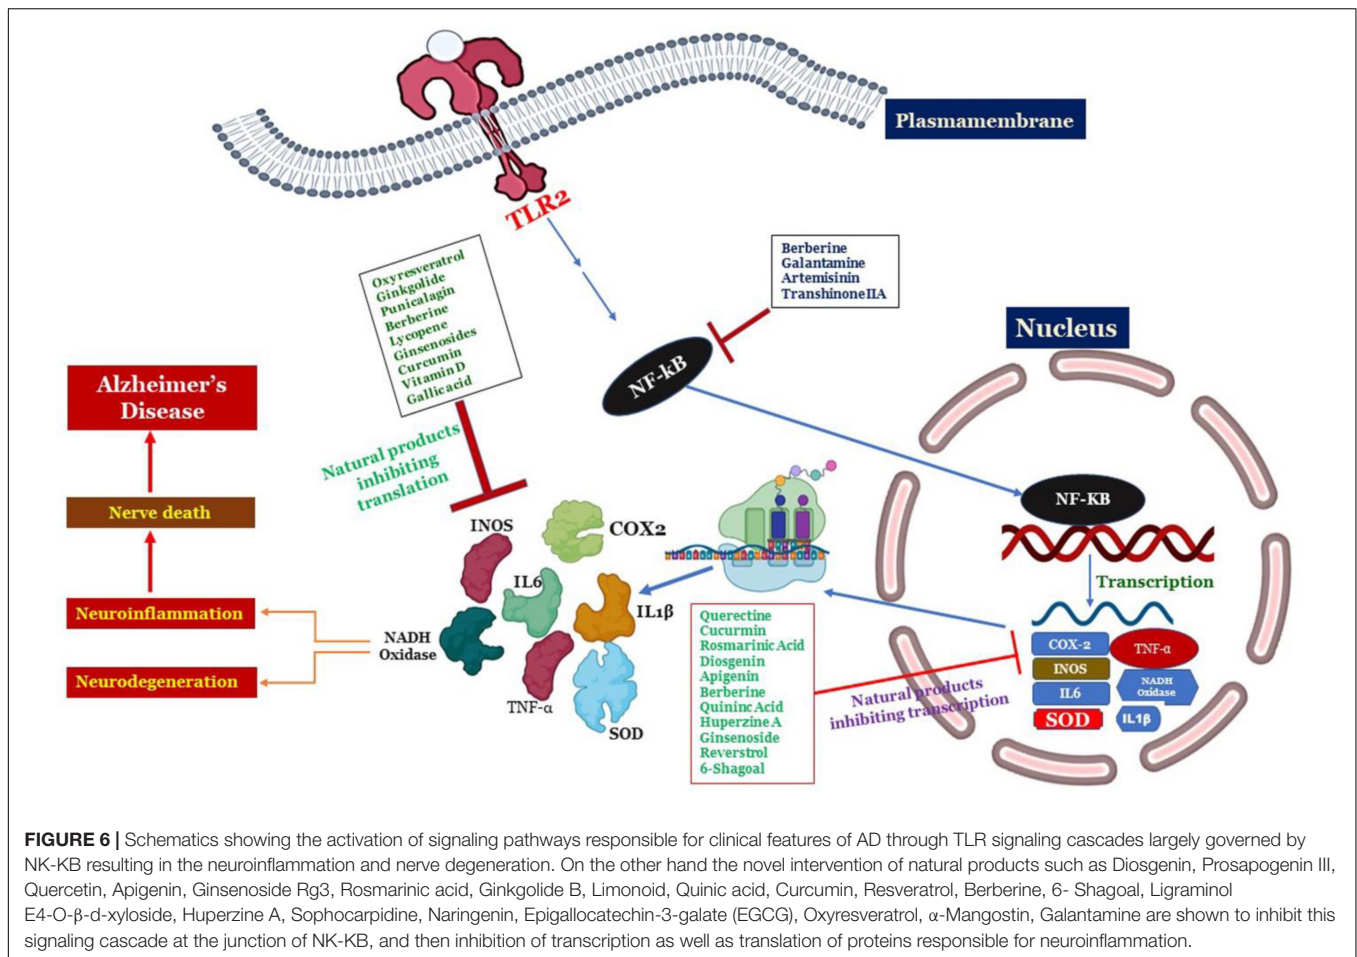 Plasmamembrane
TLR2
Berberine
Galantamine
Artemisinin
TranshinoneIIA
Oxyresveratrol
Ginkgolide
Punicalagin
Berberine
Lycopene
Ginsenosides
Curcumin
Vitamin D
Gallic acid
Nucleus
NF-kB
Alzheimer's
Disease
Natural products
inhibiting
translation
Nerve death
NF-KB
INOS
COX2
Transcription
IL6
IL1β
Neuroinflammation
NADH
Oxidase
Neurodegeneration
TNF-α
SOD
Querectine
Cucurmin
Rosmarinic Acid
Diosgenin
Apigenin
Berberine
Quininc Acid
Huperzine A
Ginsenoside
Reverstrol
6-Shagoal
Natural products
inhibiting transcription
COX-2
TNF-α
INOS
NADH
Oxidase
IL6
SOD
IL1β
FIGURE 6 | Schematics showing the activation of signaling pathways responsible for clinical features of AD through TLR signaling cascades largely governed by
NK-KB resulting in the neuroinflammation and nerve degeneration. On the other hand the novel intervention of natural products such as Diosgenin, Prosapogenin III,
Quercetin, Apigenin, Ginsenoside Rg3, Rosmarinic acid, Ginkgolide B, Limonoid, Quinic acid, Curcumin, Resveratrol, Berberine, 6- Shagoal, Ligraminol
E4-O-β-d-xyloside, Huperzine A, Sophocarpidine, Naringenin, Epigallocatechin-3-galate (EGCG), Oxyresveratrol, α-Mangostin, Galantamine are shown to inhibit this
signaling cascade at the junction of NK-KB, and then inhibition of transcription as well as translation of proteins responsible for neuroinflammation.